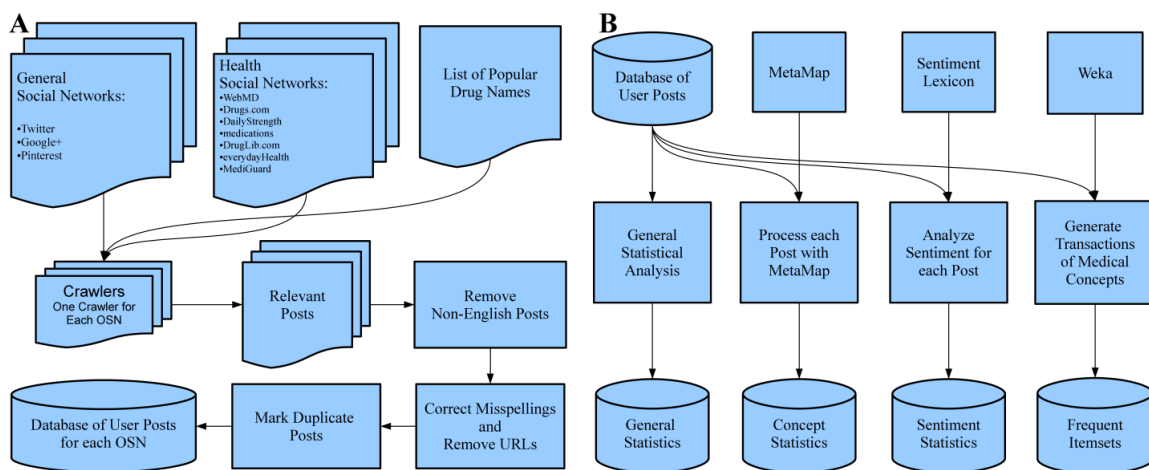 A
General
Social Networks:
•Twitter
•Google+
•Pinterest
Health
Social Networks:
•WebMD
•Drugs.com
•DailyStrength
•medications
•DrugLib.com
•everydayHealth
•MediGuard
List of Popular
Drug Names
Crawlers
One Crawler for
Each OSN
Relevant
Posts
Remove
Non-English Posts
Correct Misspellings
and
Remove URLs
Mark Duplicate
Posts
Database of User Posts
for each OSN
B
Database of
User Posts
MetaMap
Sentiment
Lexicon
Weka
General
Statistical
Analysis
Process each
Post with
MetaMap
Analyze
Sentiment for
each Post
Generate
Transactions
of Medical
Concepts
General
Statistics
Concept
Statistics
Sentiment
Statistics
Frequent
Itemsets